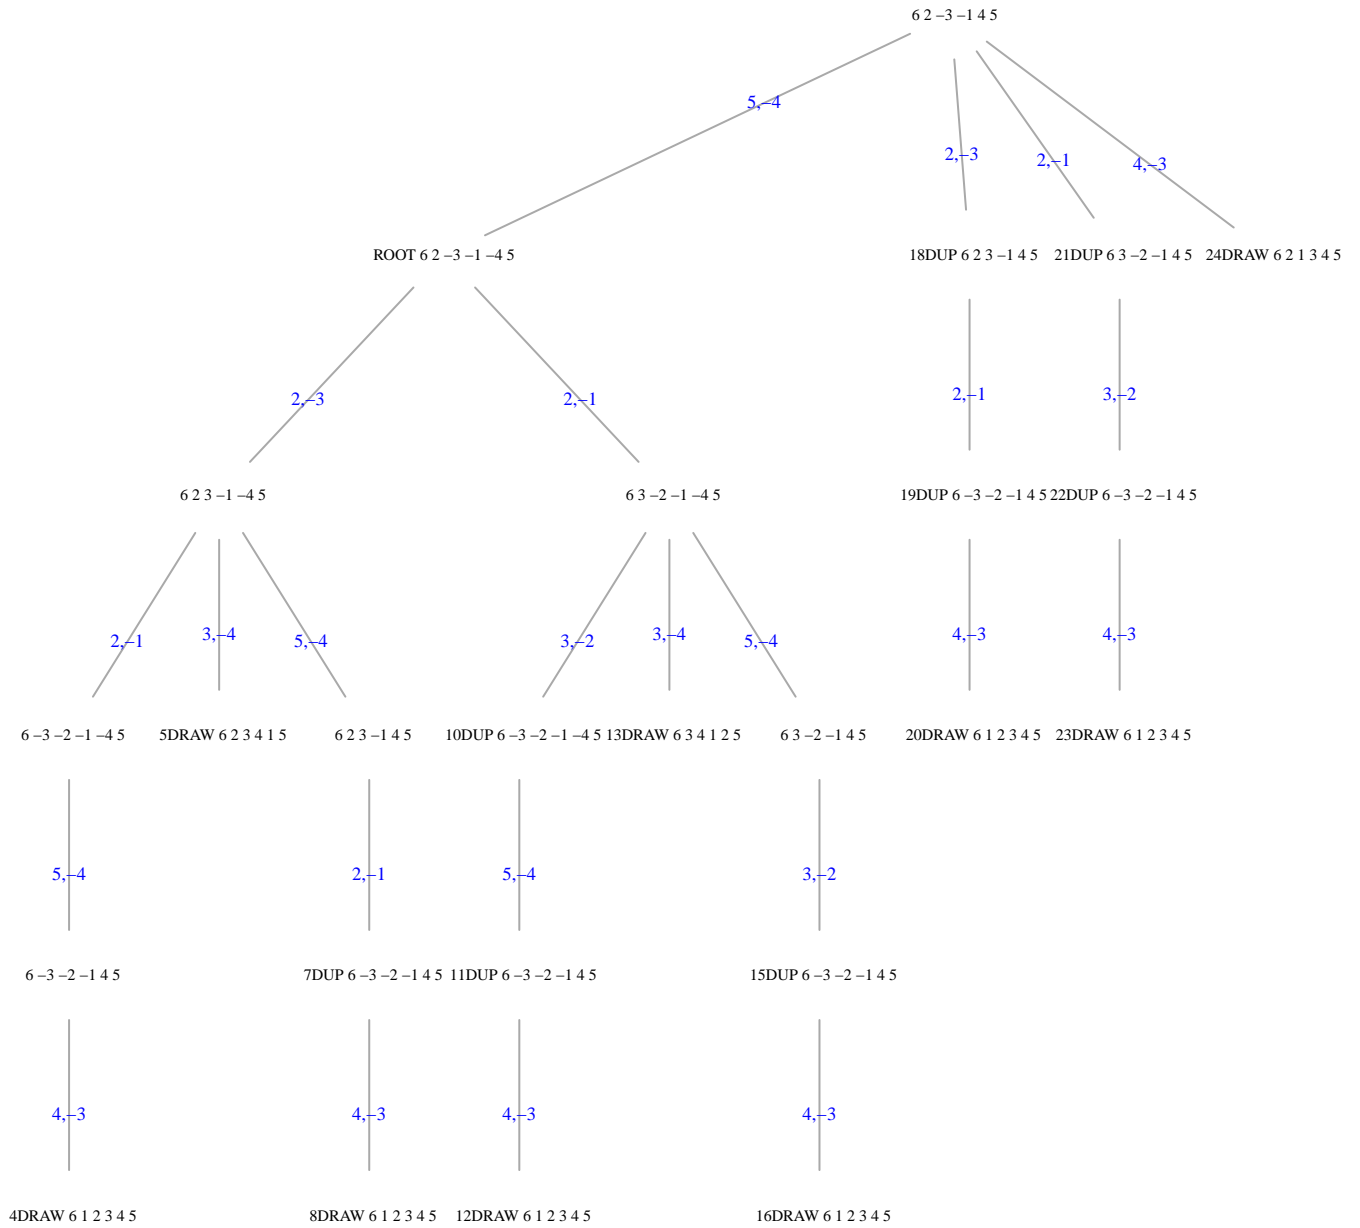 6 2 −3 −1 4 5
5,−4
2,−3
2,−1
4,−3
ROOT 6 2 −3 −1 −4 5
18DUP 6 2 3 −1 4 5
21DUP 6 3 −2 −1 4 5
24DRAW 6 2 1 3 4 5
2,−3
2,−1
2,−1
3,−2
6 2 3 −1 −4 5
6 3 −2 −1 −4 5
19DUP 6 −3 −2 −1 4 5
22DUP 6 −3 −2 −1 4 5
2,−1
3,−4
5,−4
3,−2
3,−4
5,−4
4,−3
4,−3
6 −3 −2 −1 −4 5
5DRAW 6 2 3 4 1 5
6 2 3 −1 4 5
10DUP 6 −3 −2 −1 −4 5
13DRAW 6 3 4 1 2 5
6 3 −2 −1 4 5
20DRAW 6 1 2 3 4 5
23DRAW 6 1 2 3 4 5
5,−4
2,−1
5,−4
3,−2
6 −3 −2 −1 4 5
7DUP 6 −3 −2 −1 4 5
11DUP 6 −3 −2 −1 4 5
15DUP 6 −3 −2 −1 4 5
4,−3
4,−3
4,−3
4,−3
4DRAW 6 1 2 3 4 5
8DRAW 6 1 2 3 4 5
12DRAW 6 1 2 3 4 5
16DRAW 6 1 2 3 4 5